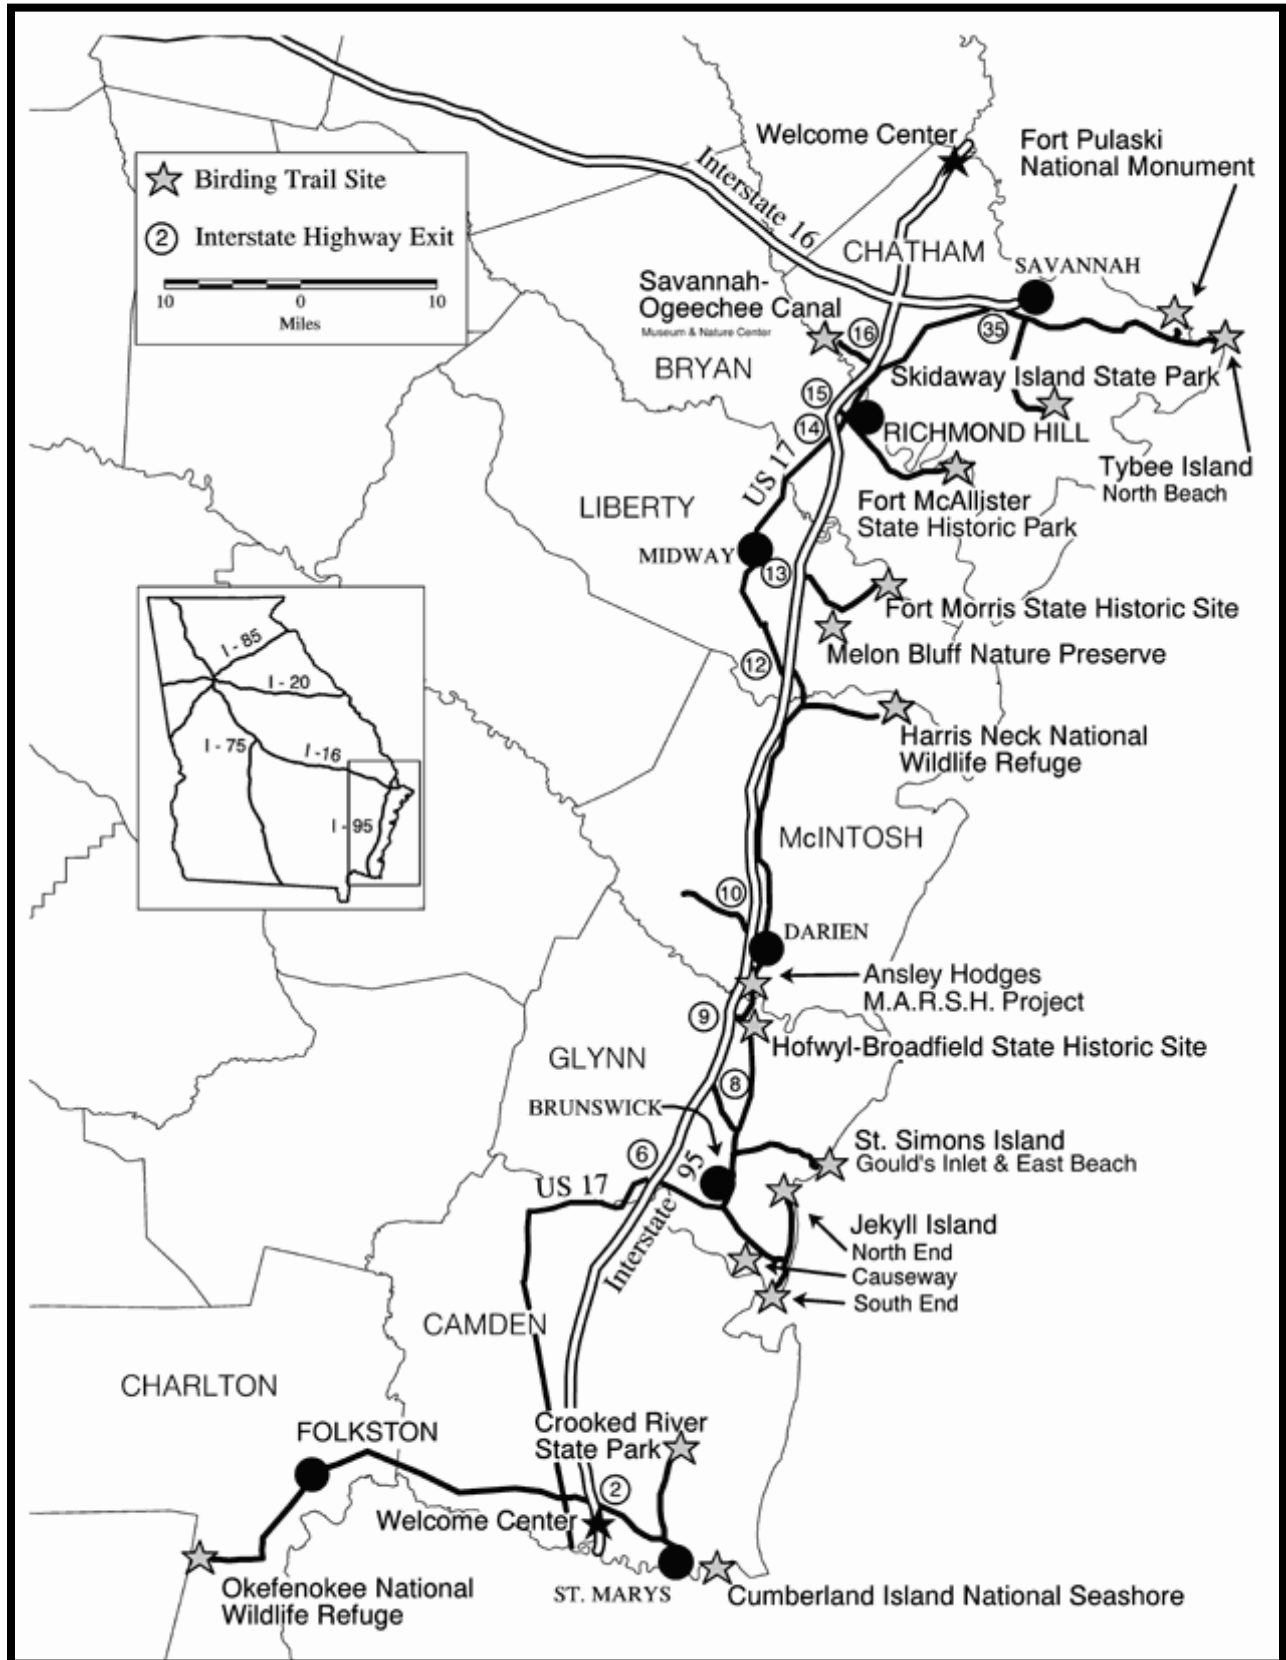 Welcome Center
Fort Pulaski
National Monument
Birding Trail Site
2 Interstate Highway Exit
10 0 10
Miles
Interstate 16
CHATHAM
SAVANNAH
Savannah-
Ogeechee Canal
Museum & Nature Center
16
35
BRYAN
Skidaway Island State Park
15
14
RICHMOND HILL
US 17
Tybee Island
North Beach
LIBERTY
Fort McAllister
State Historic Park
MIDWAY
13
Fort Morris State Historic Site
Melon Bluff Nature Preserve
12
I - 85
I - 20
I - 75
I -16
I - 95
Harris Neck National
Wildlife Refuge
McINTOSH
10
DARIEN
Ansley Hodges
M.A.R.S.H. Project
9
Hofwyl-Broadfield State Historic Site
GLYNN
8
BRUNSWICK
St. Simons Island
Gould's Inlet & East Beach
6
US 17
Interstate 95
Jekyll Island
North End
Causeway
South End
CAMDEN
CHARLTON
FOLKSTON
Crooked River
State Park
2
Welcome Center
ST. MARYS
Okefenokee National
Wildlife Refuge
Cumberland Island National Seashore